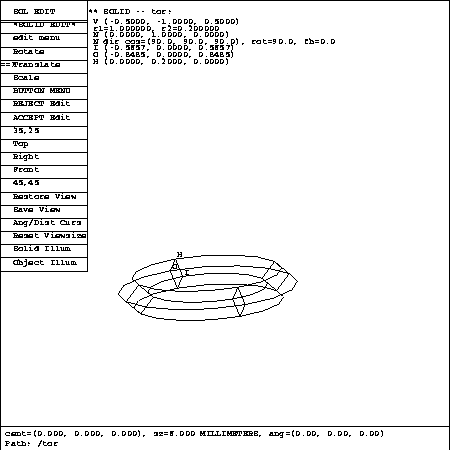 SOL EDIT
*SOLID EDIT*
edit menu
Rotate
==>Translate
Scale
BUTTON MENU
REJECT Edit
ACCEPT Edit
35,25
Top
Right
Front
45,45
Restore View
Save View
Ang/Dist Curs
Reset Viewsize
Solid Illum
Object Illum
** SOLID -- tor:
V (-0.5000, -1.0000, 0.5000)
r1=1.000000, r2=0.200000
N (0.0000, 1.0000, 0.0000)
N dir cos=(90.0, 90.0, 90.0), rot=90.0, fb=0.0
I (-0.5657, 0.0000, 0.5657)
O (-0.8485, 0.0000, 0.8485)
H (0.0000, 0.2000, 0.0000)
H
O
I
cent=(0.000, 0.000, 0.000), sz=8.000 MILLIMETERS, ang=(0.00, 0.00, 0.00)
Path: /tor